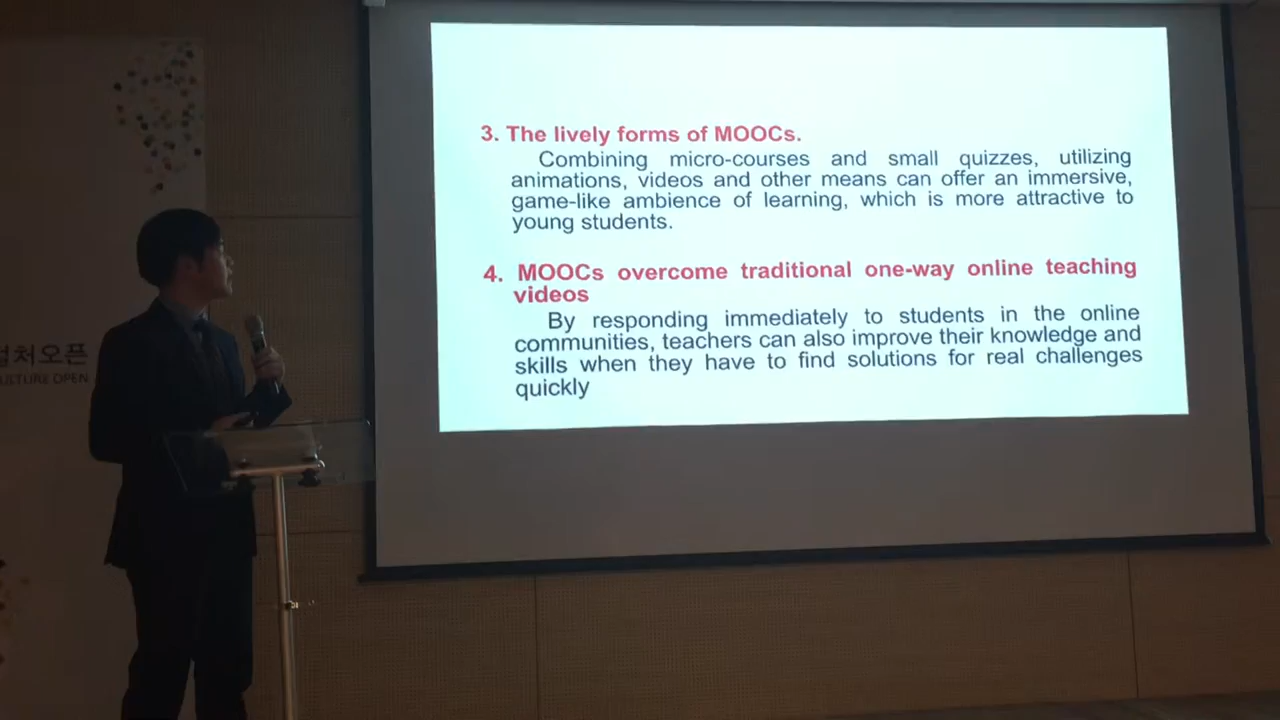 3. The lively forms of MOOCs.
Combining micro-courses and small quizzes, utilizing
animations, videos and other means can offer an immersive,
game-like ambience of learning, which is more attractive to
young students.
4. MOOCs overcome traditional one-way online teaching
videos
By responding immediately to students in the online
communities, teachers can also improve their knowledge and
skills when they have to find solutions for real challenges
quickly
컬처오픈
ULTURE OPEN